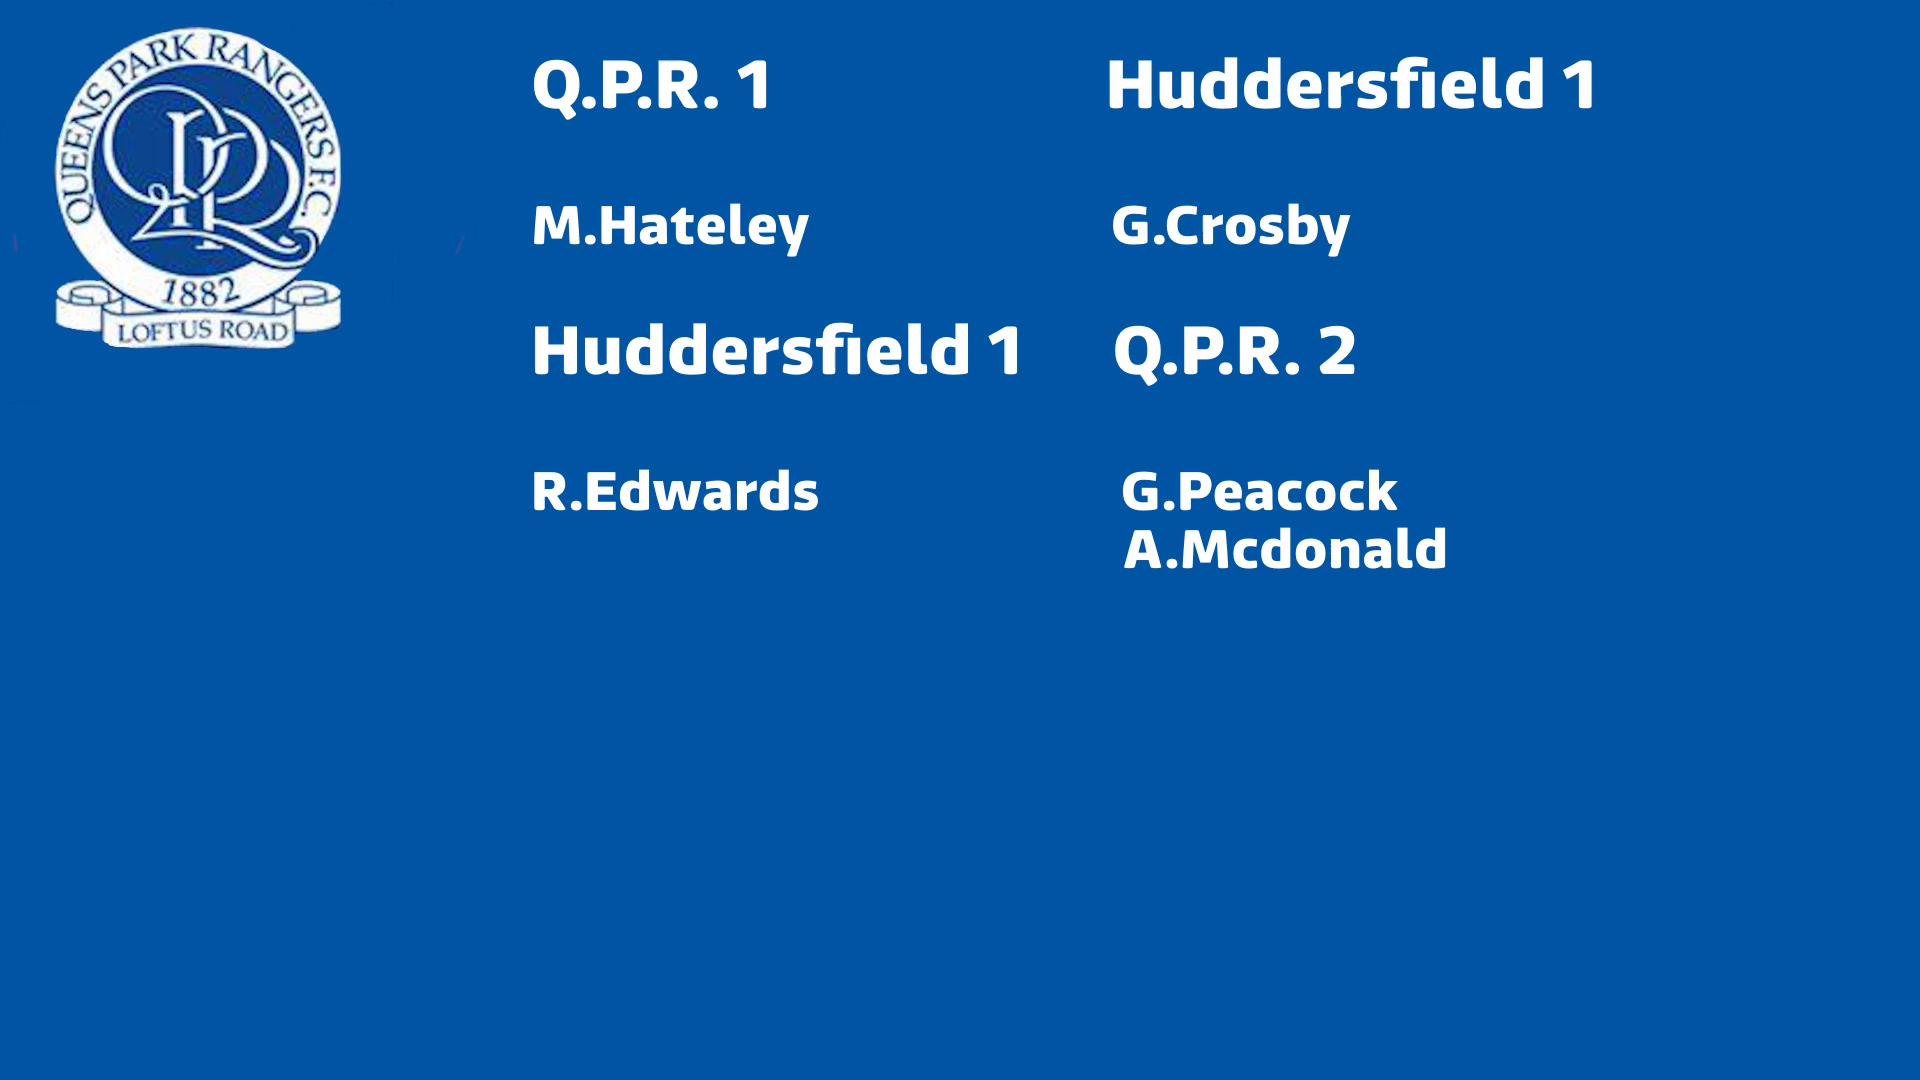 QUEENS PARK RANGERS F.C.
1882
LOFTUS ROAD
Q.P.R. 1 Huddersfield 1
M.Hateley G.Crosby
Huddersfield 1 Q.P.R. 2
R.Edwards G.Peacock
A.Mcdonald